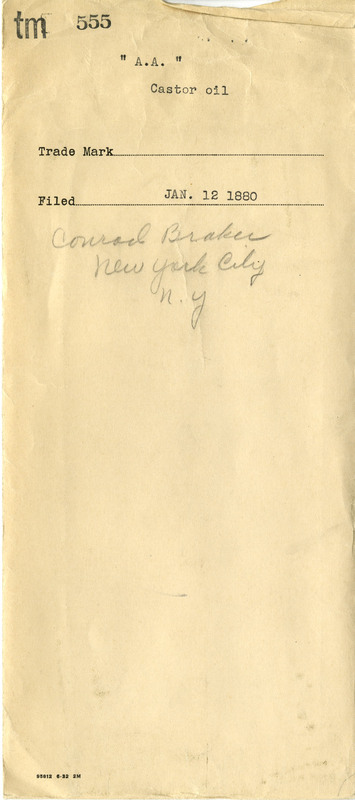 tm 555
" A.A. "
Castor oil
Trade Mark
Filed JAN. 12 1880
Conrad Braker
New York City
N.Y
95612 6-32 2M